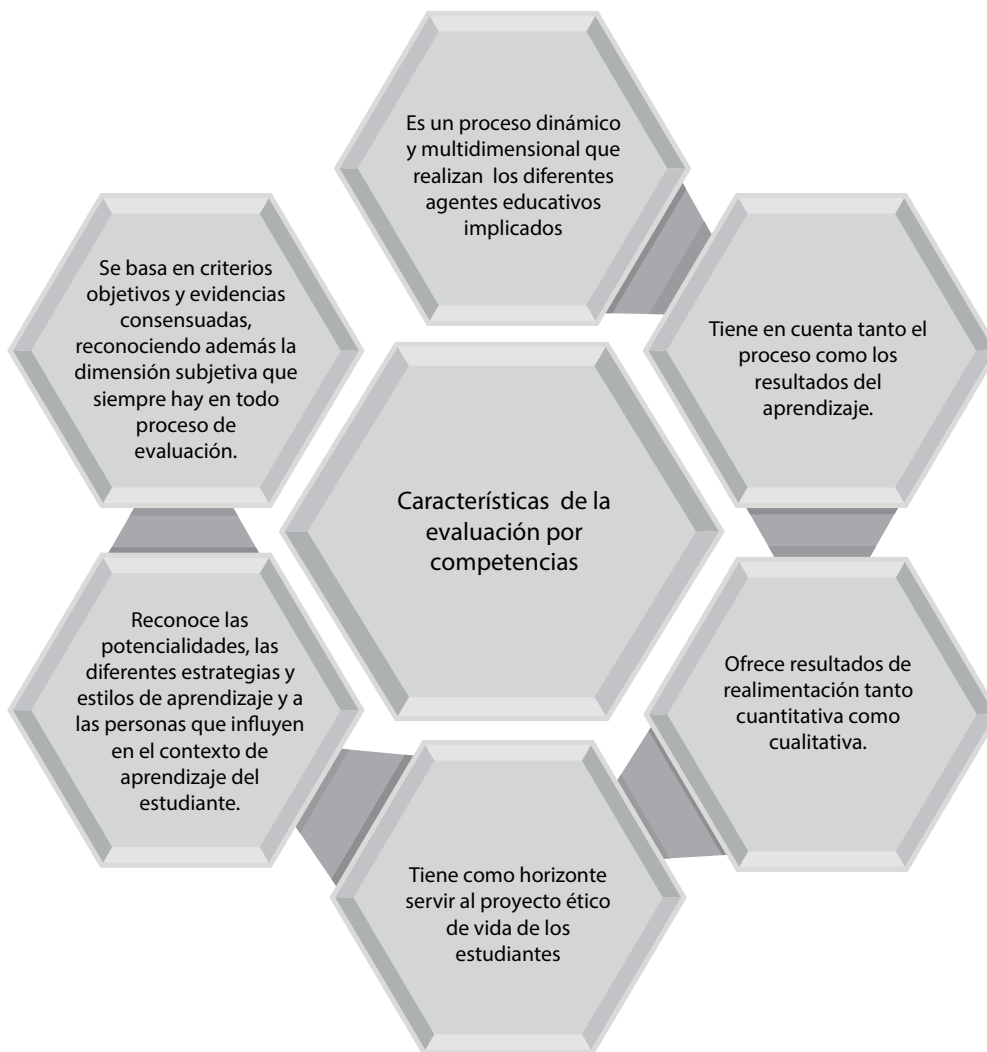 Es un proceso dinámico
y multidimensional que
realizan los diferentes
agentes educativos
implicados
Tiene en cuenta tanto el
proceso como los
resultados del
aprendizaje.
Ofrece resultados de
realimentación tanto
cuantitativa como
cualitativa.
Tiene como horizonte
servir al proyecto ético
de vida de los
estudiantes
Reconoce las
potencialidades, las
diferentes estrategias y
estilos de aprendizaje y a
las personas que influyen
en el contexto de
aprendizaje del
estudiante.
Se basa en criterios
objetivos y evidencias
consensuadas,
reconociendo además la
dimensión subjetiva que
siempre hay en todo
proceso de
evaluación.
Característícas de la
evaluación por
competencias